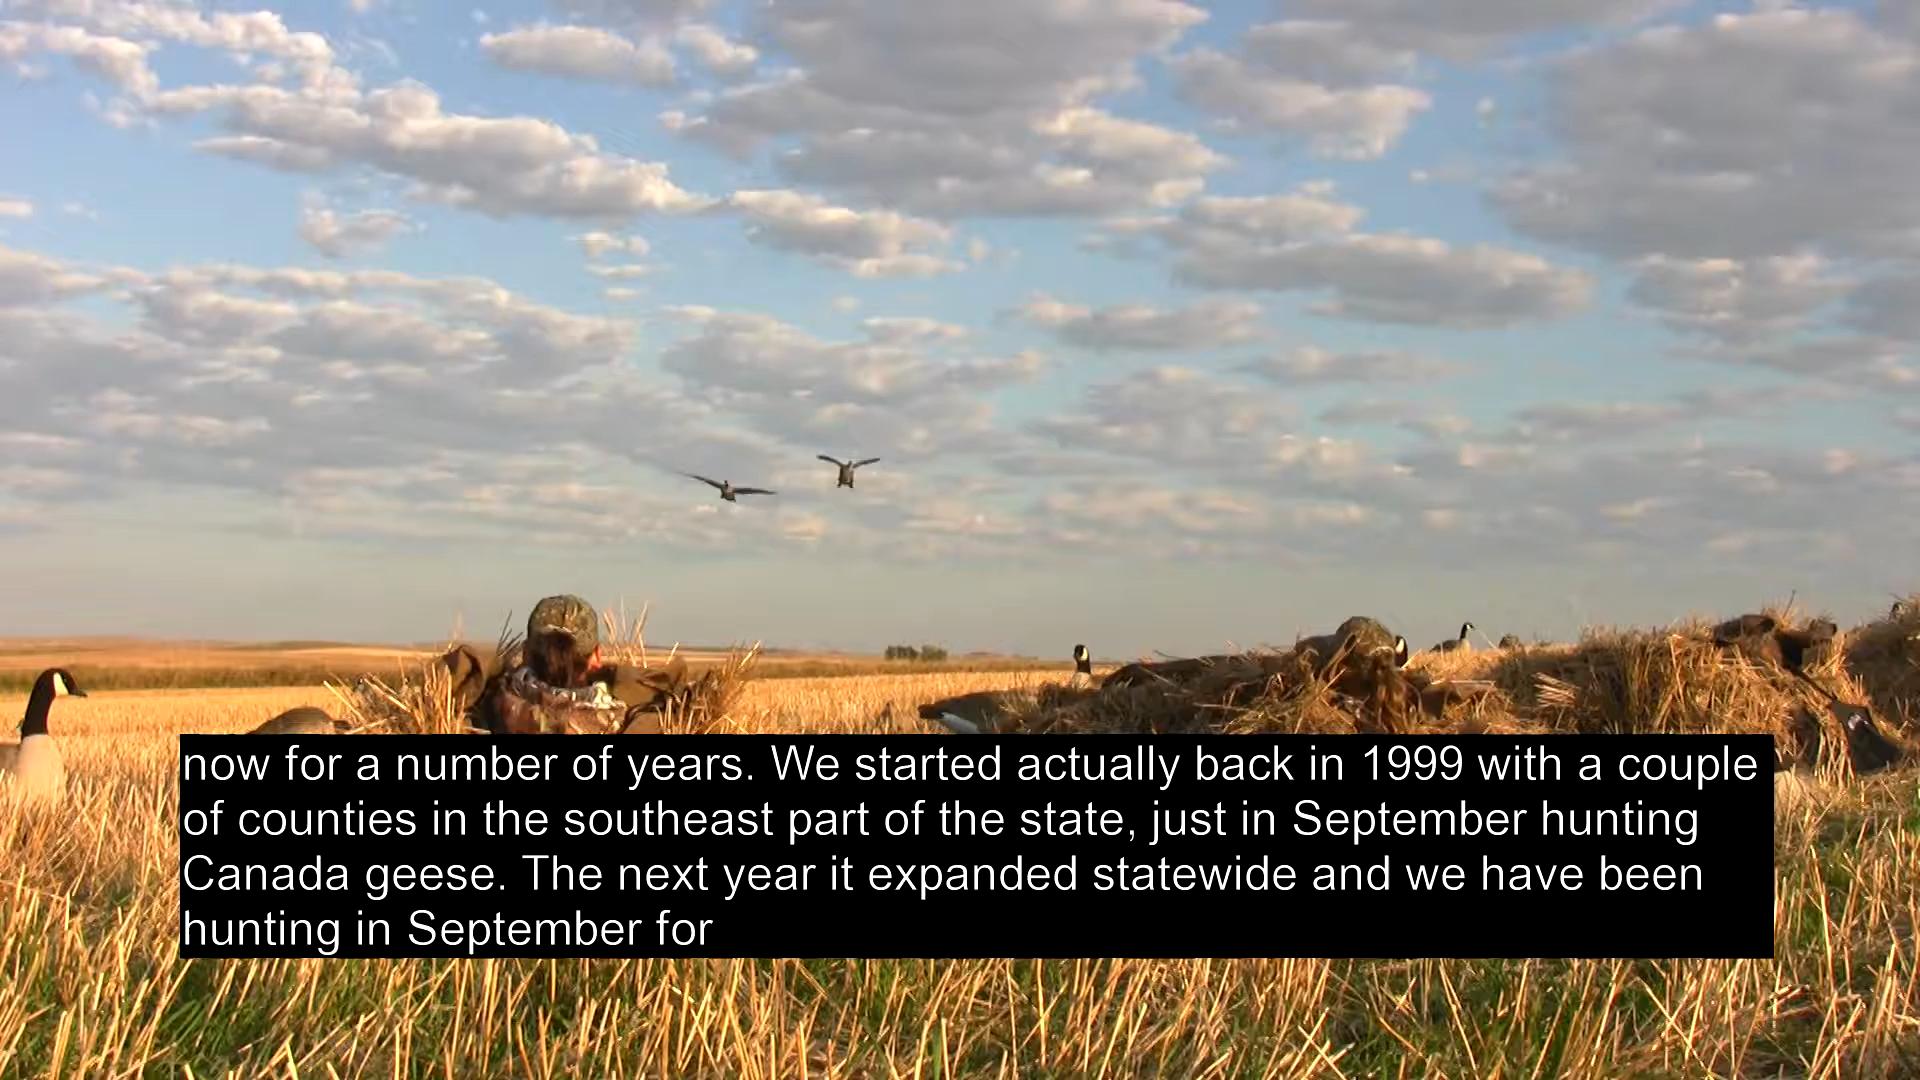 now for a number of years. We started actually back in 1999 with a couple
of counties in the southeast part of the state, just in September hunting
Canada geese. The next year it expanded statewide and we have been
hunting in September for